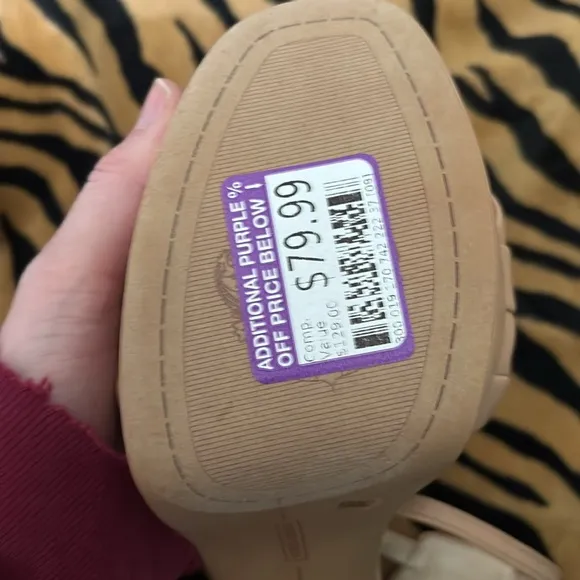 ADDITIONAL PURPLE %
OFF PRICE BELOW
Comp.
Value
$129.00
$79.99